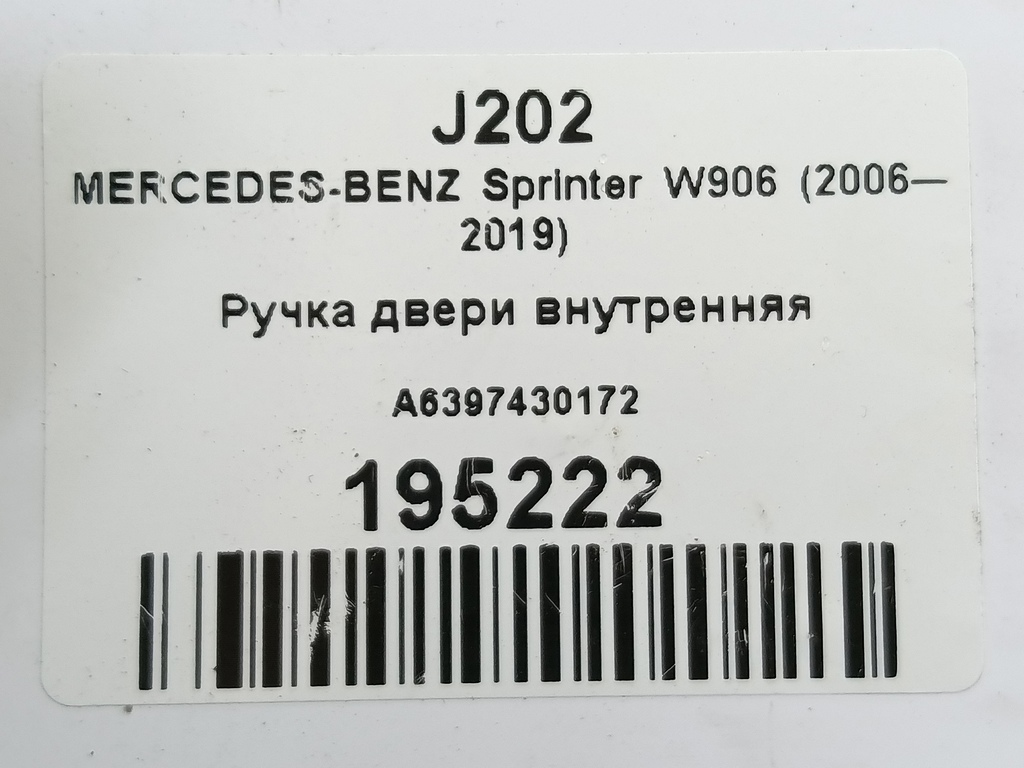 J202
MERCEDES-BENZ Sprinter W906 (2006—
2019)
Ручка двери внутренняя
A6397430172
195222